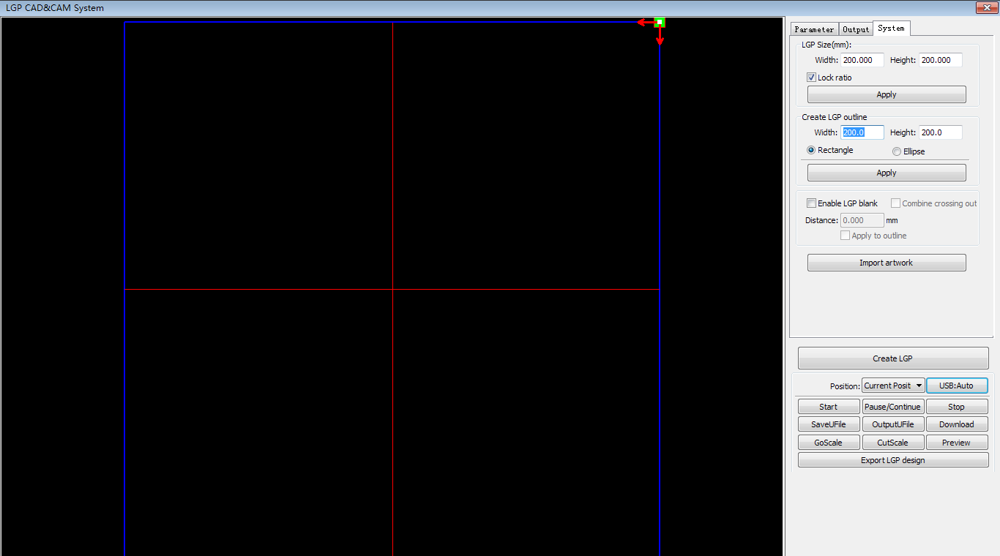 LGP CAD&CAM System
Parameter Output System
LGP Size(mm):
Width: 200.000 Height: 200.000
Lock ratio
Apply
Create LGP outline
Width: 200.0 Height: 200.0
Rectangle Ellipse
Apply
Enable LGP blank Combine crossing out
Distance: 0.000 mm
Apply to outline
Import artwork
Create LGP
Position: Current Posit USB:Auto
Start Pause/Continue Stop
SaveUFile OutputUFile Download
GoScale CutScale Preview
Export LGP design